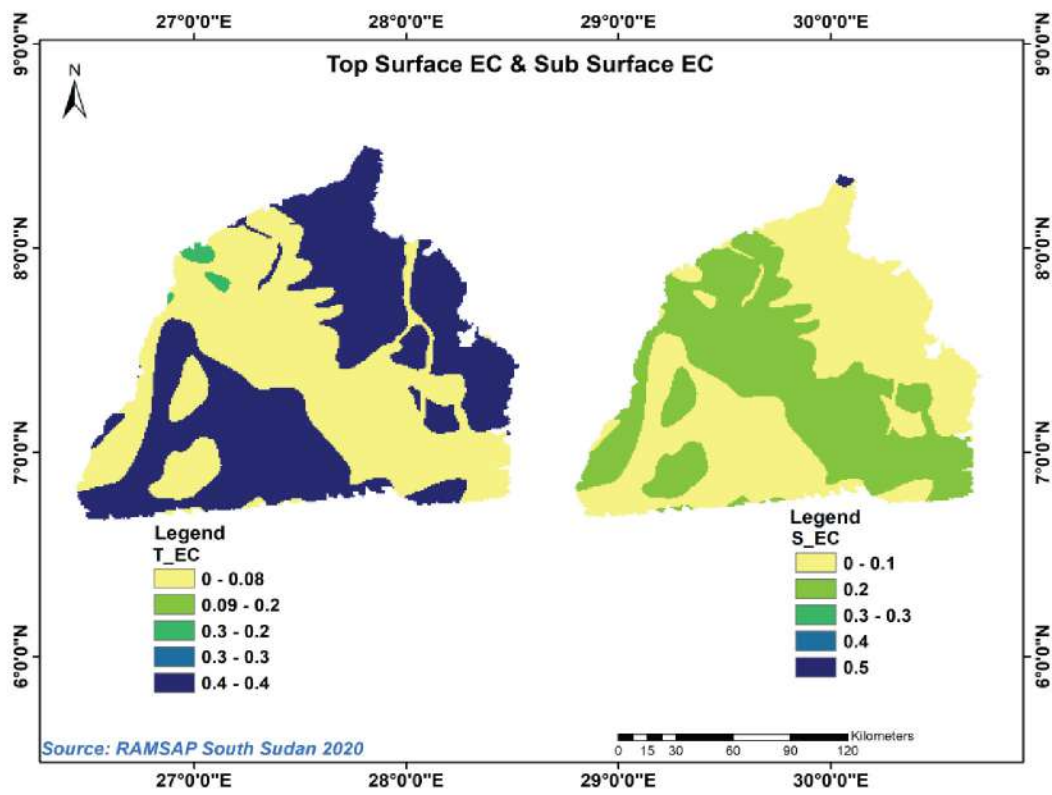 27°0'0"E 28°0'0"E 29°0'0"E 30°0'0"E
9°0'0"N 9°0'0"N
Top Surface EC & Sub Surface EC
N
8°0'0"N 8°0'0"N
7°0'0"N 7°0'0"N
Legend
T_EC
0 - 0.08
0.09 - 0.2
0.3 - 0.2
0.3 - 0.3
0.4 - 0.4
Legend
S_EC
0 - 0.1
0.2
0.3 - 0.3
0.4
0.5
6°0'0"N 6°0'0"N
Source: RAMSAP South Sudan 2020
Kilometers
0 15 30 60 90 120
27°0'0"E 28°0'0"E 29°0'0"E 30°0'0"E